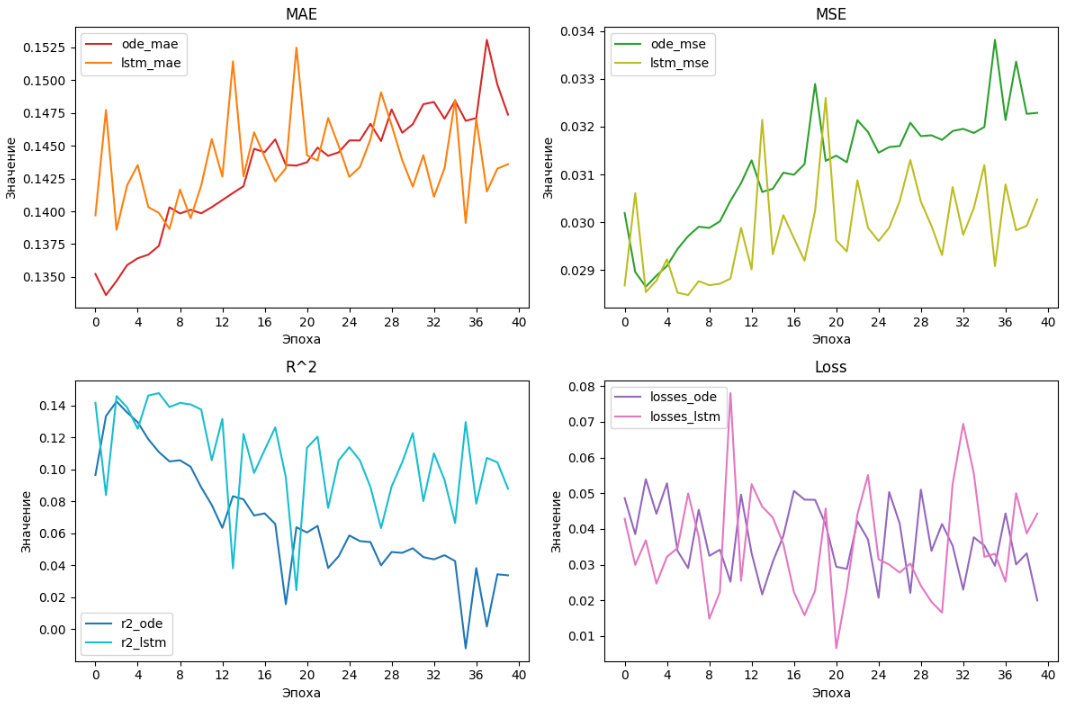 MAE
Значение
0.1525
0.1500
0.1475
0.1450
0.1425
0.1400
0.1375
0.1350
ode_mae
lstm_mae
0 4 8 12 16 20 24 28 32 36 40
Эпоха
MSE
Значение
0.034
0.033
0.032
0.031
0.030
0.029
ode_mse
lstm_mse
0 4 8 12 16 20 24 28 32 36 40
Эпоха
R^2
Значение
0.14
0.12
0.10
0.08
0.06
0.04
0.02
0.00
r2_ode
r2_lstm
0 4 8 12 16 20 24 28 32 36 40
Эпоха
Loss
Значение
0.08
0.07
0.06
0.05
0.04
0.03
0.02
0.01
losses_ode
losses_lstm
0 4 8 12 16 20 24 28 32 36 40
Эпоха